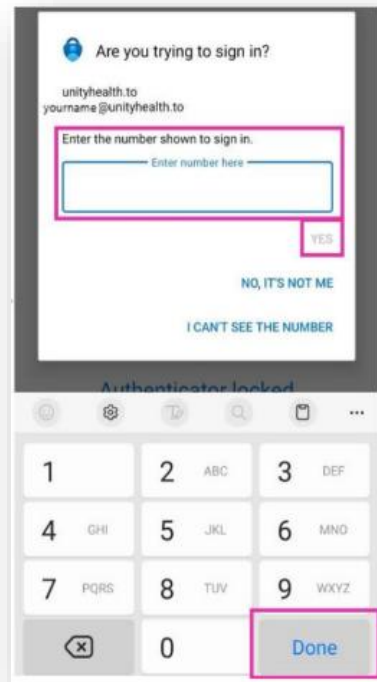 Are you trying to sign in?
unityhealth.to
yourname@unityhealth.to
Enter the number shown to sign in.
Enter number here
YES
NO, IT'S NOT ME
I CAN'T SEE THE NUMBER
Authenticator locked
1
2 ABC
3 DEF
4 GHI
5 JKL
6 MNO
7 PQRS
8 TUV
9 WXYZ
0
Done